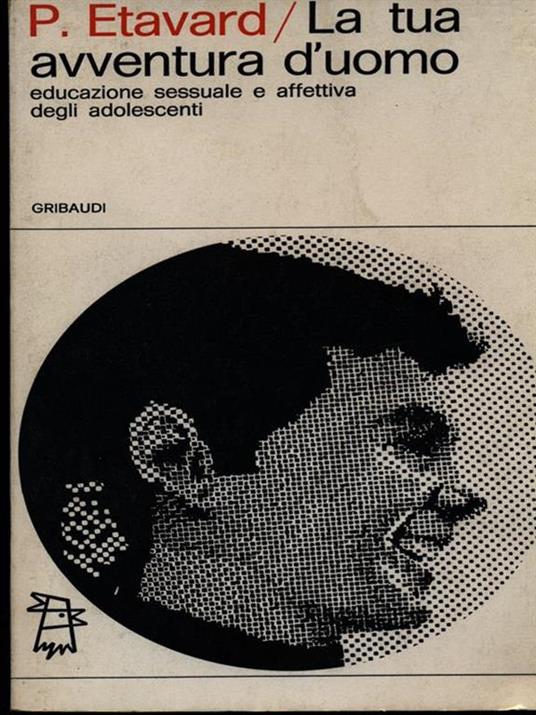 P. Etavard / La tua
avventura d'uomo
educazione sessuale e affettiva
degli adolescenti
GRIBAUDI